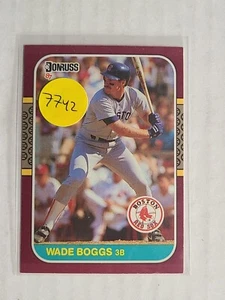 DONRUSS
'87
7742
BOSTON
RED SOX
WADE BOGGS 3B